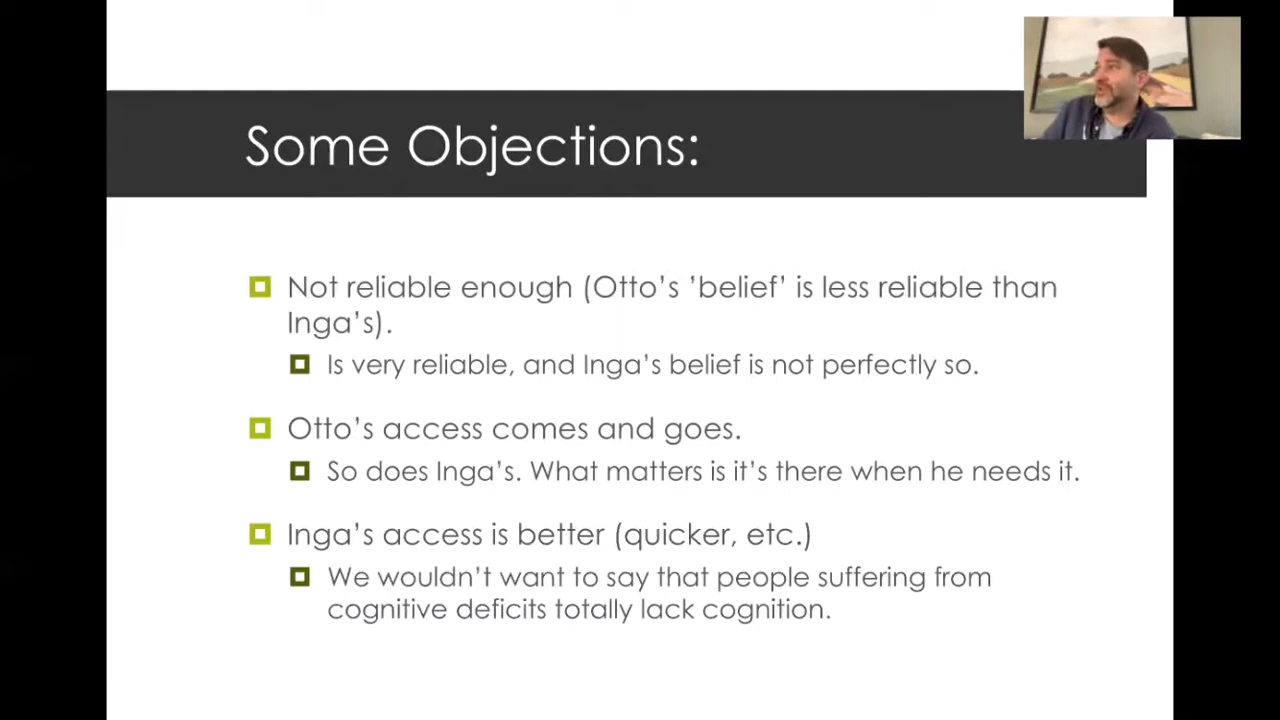 Some Objections:
Not reliable enough (Otto’s ’belief’ is less reliable than
Inga’s).
Is very reliable, and Inga’s belief is not perfectly so.
Otto’s access comes and goes.
So does Inga’s. What matters is it’s there when he needs it.
Inga’s access is better (quicker, etc.)
We wouldn’t want to say that people suffering from
cognitive deficits totally lack cognition.